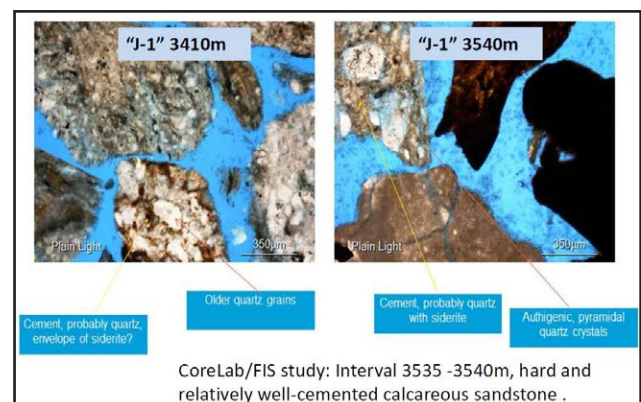 “J-1” 3410m
“J-1” 3540m
Plain Light
350µm
Plain Light
350µm
Cement, probably quartz,
envelope of siderite?
Older quartz grains
Cement, probably quartz
with siderite
Authigenic, pyramidal
quartz crystals
CoreLab/FIS study: Interval 3535 -3540m, hard and
relatively well-cemented calcareous sandstone .